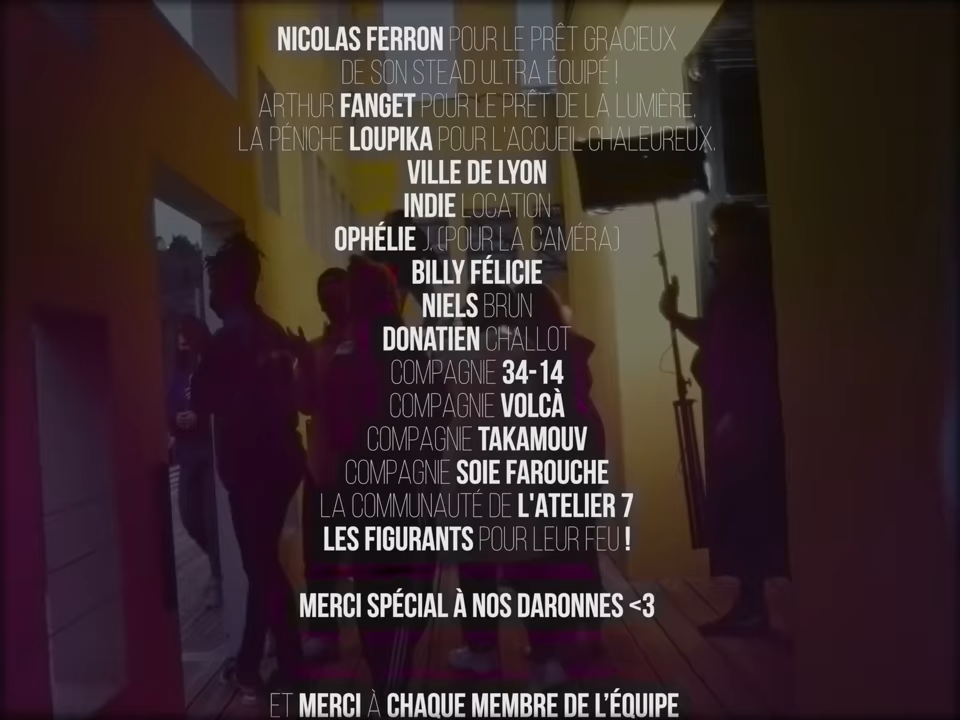 NICOLAS FERRON POUR LE PRÊT GRACIEUX
DE SON STEAD ULTRA ÉQUIPÉ !
ARTHUR FANGET POUR LE PRÊT DE LA LUMIÈRE.
LA PÉNICHE LOUPIKA POUR L'ACCUEIL CHALEUREUX.
VILLE DE LYON
INDIE LOCATION
OPHÉLIE J. (POUR LA CAMÉRA)
BILLY FÉLICIE
NIELS BRUN
DONATIEN CHALLOT
COMPAGNIE 34-14
COMPAGNIE VOLCÀ
COMPAGNIE TAKAMOUV
COMPAGNIE SOIE FAROUCHE
LA COMMUNAUTÉ DE L'ATELIER 7
LES FIGURANTS POUR LEUR FEU !
MERCI SPÉCIAL À NOS DARONNES <3
ET MERCI À CHAQUE MEMBRE DE L'ÉQUIPE